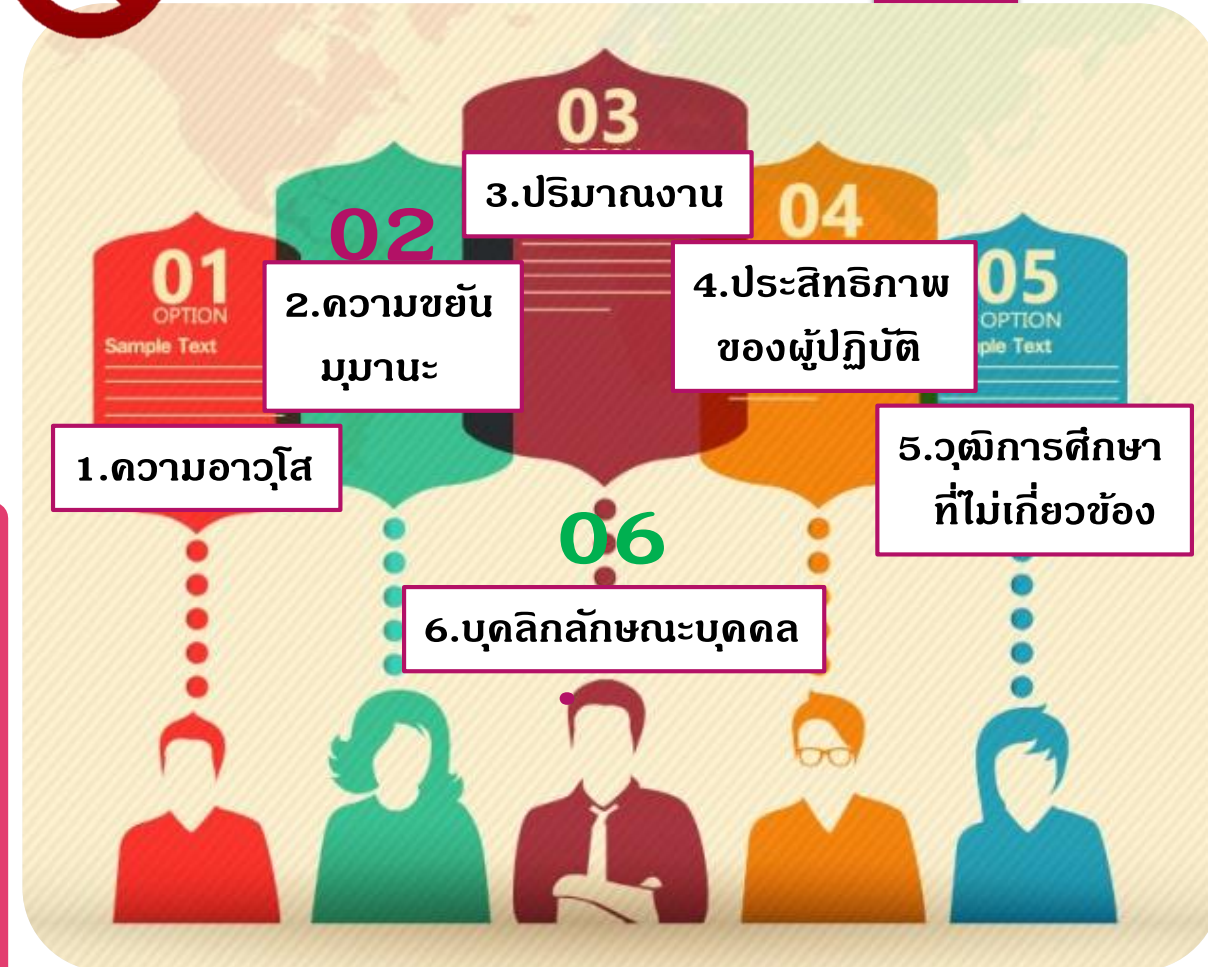 03
3.ปริมาณงาน
02
04
01
OPTION
Sample Text
2.ความขยัน
มุมานะ
4.ประสิทธิภาพ
ของผู้ปฏิบัติ
05
OPTION
ple Text
1.ความอาวุโส
5.วุฒิการศึกษา
ที่ไม่เกี่ยวข้อง
06
6.บุคลิกลักษณะบุคคล